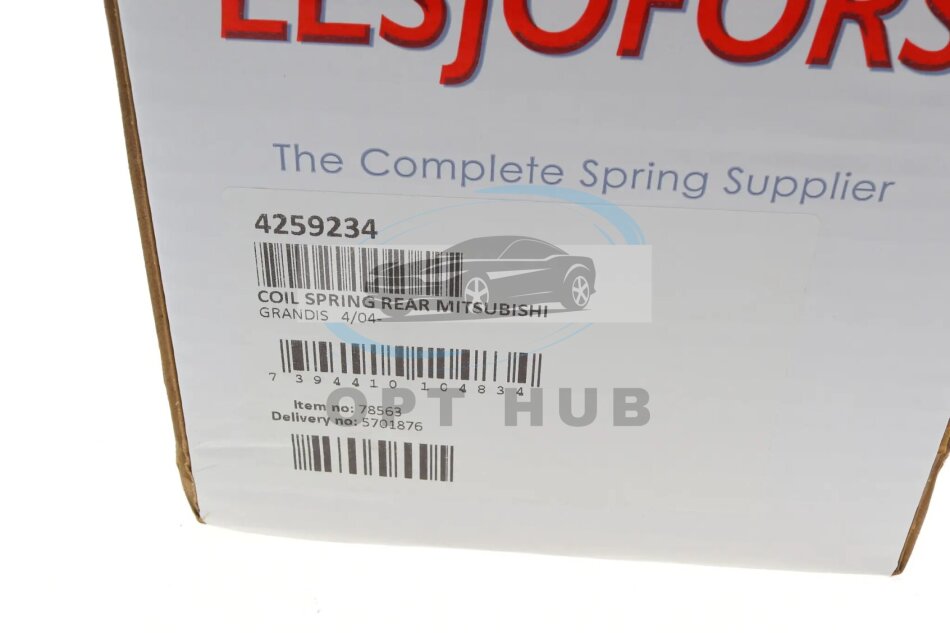 LESJOFORS
The Complete Spring Supplier
4259234
COIL SPRING REAR MITSUBISHI
GRANDIS 4/04-
7 394410 104834
Item no: 78563
Delivery no: 5701876
OPT HUB